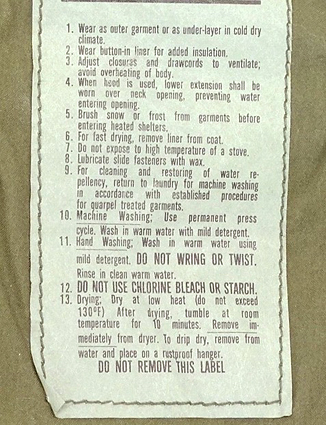 1. Wear as outer garment or as under-layer in cold dry
climate.
2. Wear button-in liner for added insulation.
3. Adjust closures and drawcords to ventilate;
avoid overheating of body.
4. When hood is used, lower extension shall be
worn over neck opening, preventing water
entering opening.
5. Brush snow or frost from garments before
entering heated shelters.
6. For fast drying, remove liner from coat.
7. Do not expose to high temperature of a stove.
8. Lubricate slide fasteners with wax.
9. For cleaning and restoring of water re-
pellency, return to laundry for machine washing
in accordance with established procedures
for quarpel treated garments.
10. Machine Washing; Use permanent press
cycle. Wash in warm water with mild detergent.
11. Hand Washing; Wash in warm water using
mild detergent. DO NOT WRING OR TWIST.
Rinse in clean warm water.
12. DO NOT USE CHLORINE BLEACH OR STARCH.
13. Drying; Dry at low heat (do not exceed
130°F) After drying, tumble at room
temperature for 10 minutes. Remove im-
mediately from dryer. To drip dry, remove from
water and place on a rustproof hanger.
DO NOT REMOVE THIS LABEL